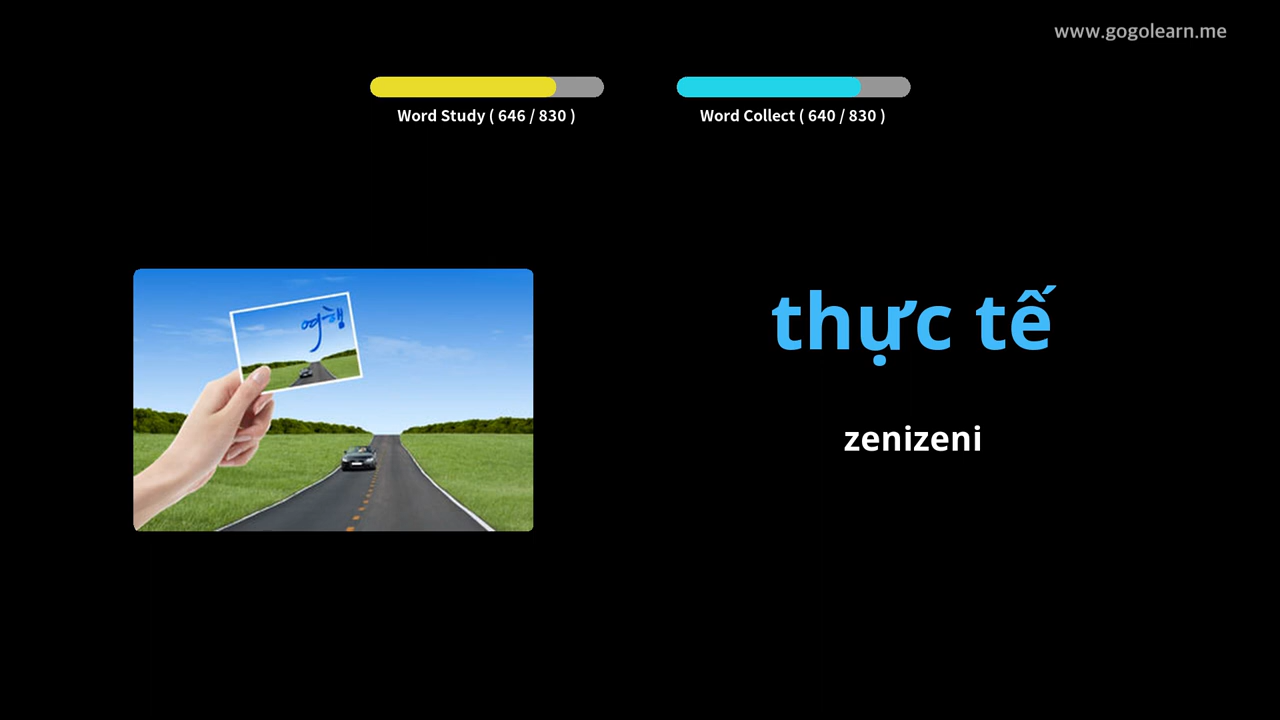 www.gogolearn.me
Word Study ( 646 / 830 )
Word Collect ( 640 / 830 )
여행
thực tế
zenizeni